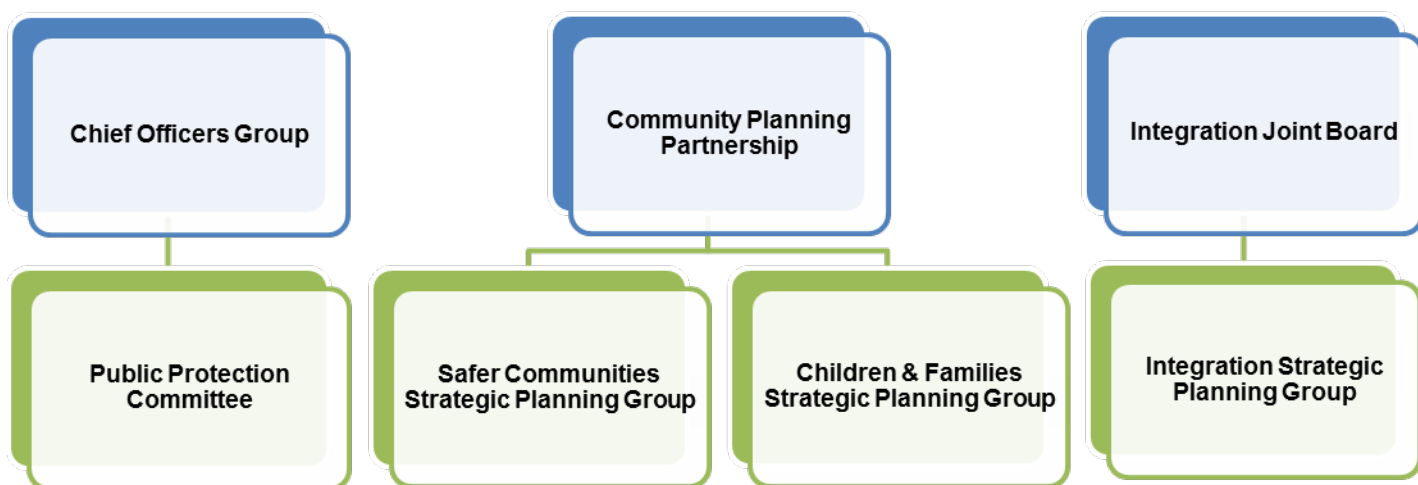 Chief Officers Group
Community Planning
Partnership
Integration Joint Board
Public Protection
Committee
Safer Communities
Strategic Planning Group
Children & Families
Strategic Planning Group
Integration Strategic
Planning Group